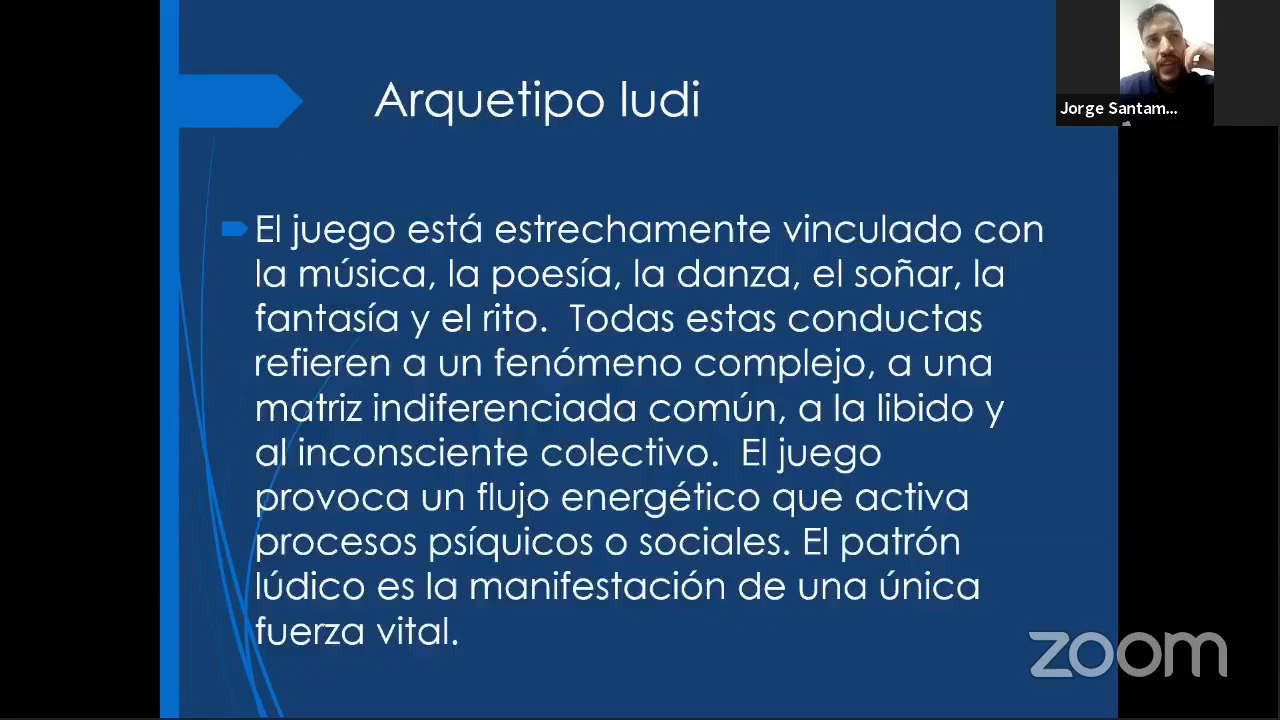 Arquetipo ludi
Jorge Santam...
El juego está estrechamente vinculado con
la música, la poesía, la danza, el soñar, la
fantasía y el rito.  Todas estas conductas
refieren a un fenómeno complejo, a una
matriz indiferenciada común, a la libido y
al inconsciente colectivo.  El juego
provoca un flujo energético que activa
procesos psíquicos o sociales. El patrón
lúdico es la manifestación de una única
fuerza vital.
zoom